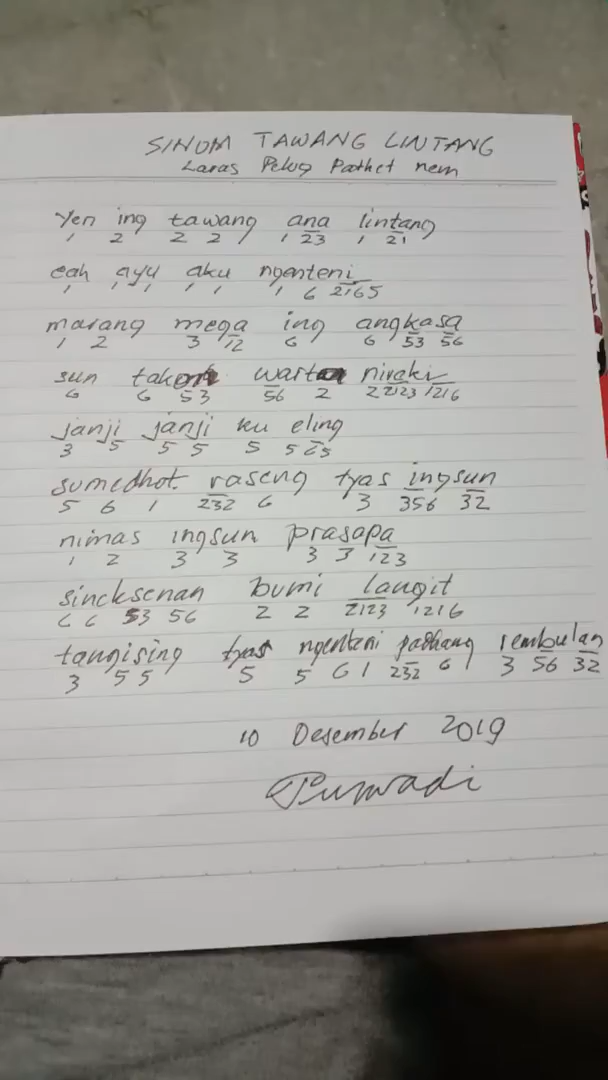 SINOM TAWANG LINTANG
Laras Pelog Pathet nem
yen ing tawang ana lintang
1 2 2 2 1 1 23 1 21
cah ayu aku ngenteni
1 1 1 1 1 1 6 2165
marang mega ing angkasa
1 2 3 12 6 6 53 56
sun takon warta niraki
6 6 53 56 2 2 2123 1216
janji janji ku eling
3 5 5 5 5 5 65
sumedhot raseng tyas ingsun
5 6 1 232 6 3 356 32
nimas ingsun prasapa
1 2 3 3 3 3 123
sineksenan bumi langit
6 6 53 56 2 2 2123 1216
tangising tyas ngenteni padhang rembulan
3 5 5 5 5 6 1 232 6 3 56 32
10 Desember 2019
Purwadi